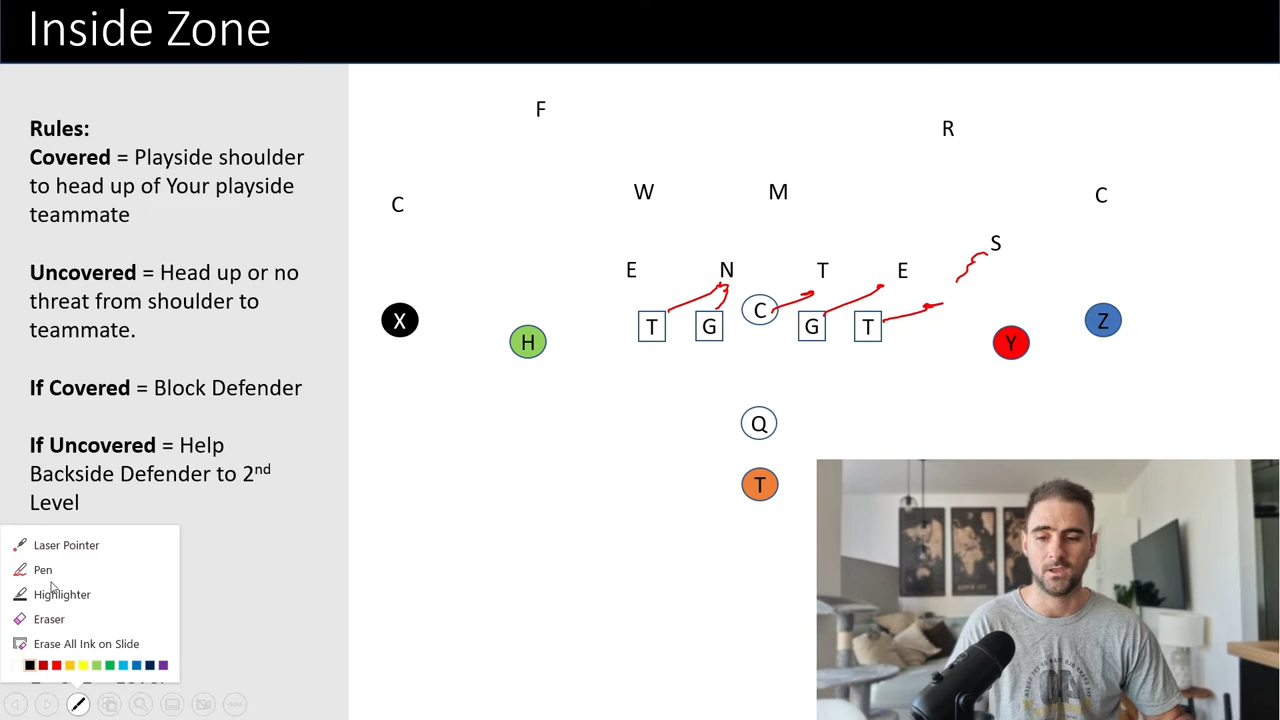 Inside Zone
Rules:
Covered = Playside shoulder
to head up of Your playside
teammate
Uncovered = Head up or no
threat from shoulder to
teammate.
If Covered = Block Defender
If Uncovered = Help
Backside Defender to 2nd
Level
F
R
W
M
C
C
S
E
N
T
E
X
H
T
G
C
G
T
Y
Z
Q
T
Laser Pointer
Pen
Highlighter
Eraser
Erase All Ink on Slide